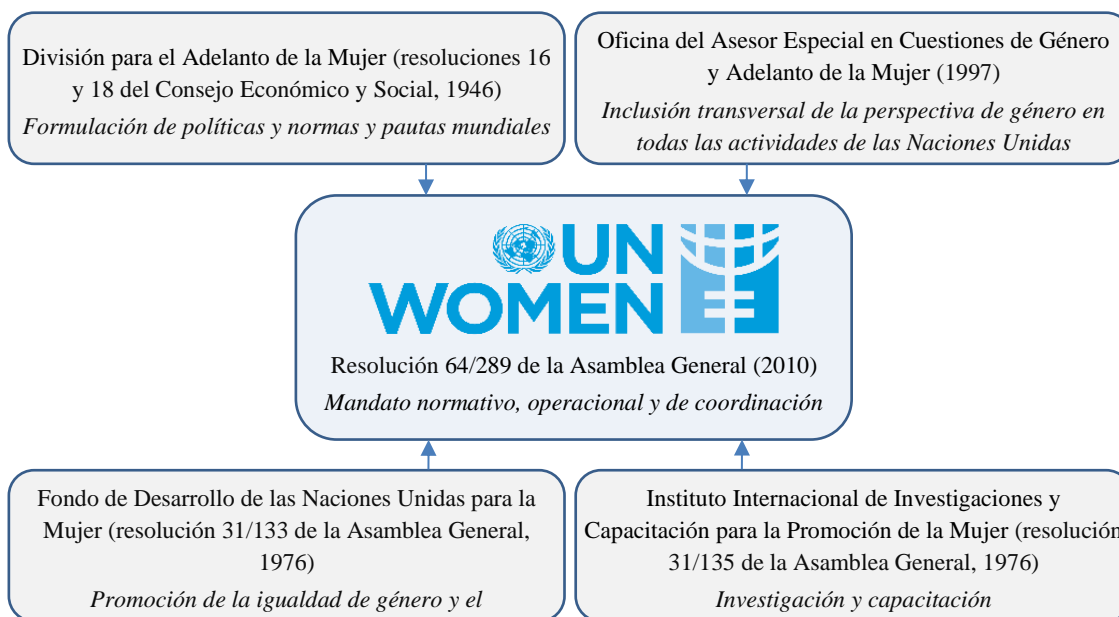 División para el Adelanto de la Mujer (resoluciones 16
y 18 del Consejo Económico y Social, 1946)
Formulación de políticas y normas y pautas mundiales
Oficina del Asesor Especial en Cuestiones de Género
y Adelanto de la Mujer (1997)
Inclusión transversal de la perspectiva de género en
todas las actividades de las Naciones Unidas
UN
WOMEN
Resolución 64/289 de la Asamblea General (2010)
Mandato normativo, operacional y de coordinación
Fondo de Desarrollo de las Naciones Unidas para la
Mujer (resolución 31/133 de la Asamblea General,
1976)
Promoción de la igualdad de género y el
Instituto Internacional de Investigaciones y
Capacitación para la Promoción de la Mujer (resolución
31/135 de la Asamblea General, 1976)
Investigación y capacitación